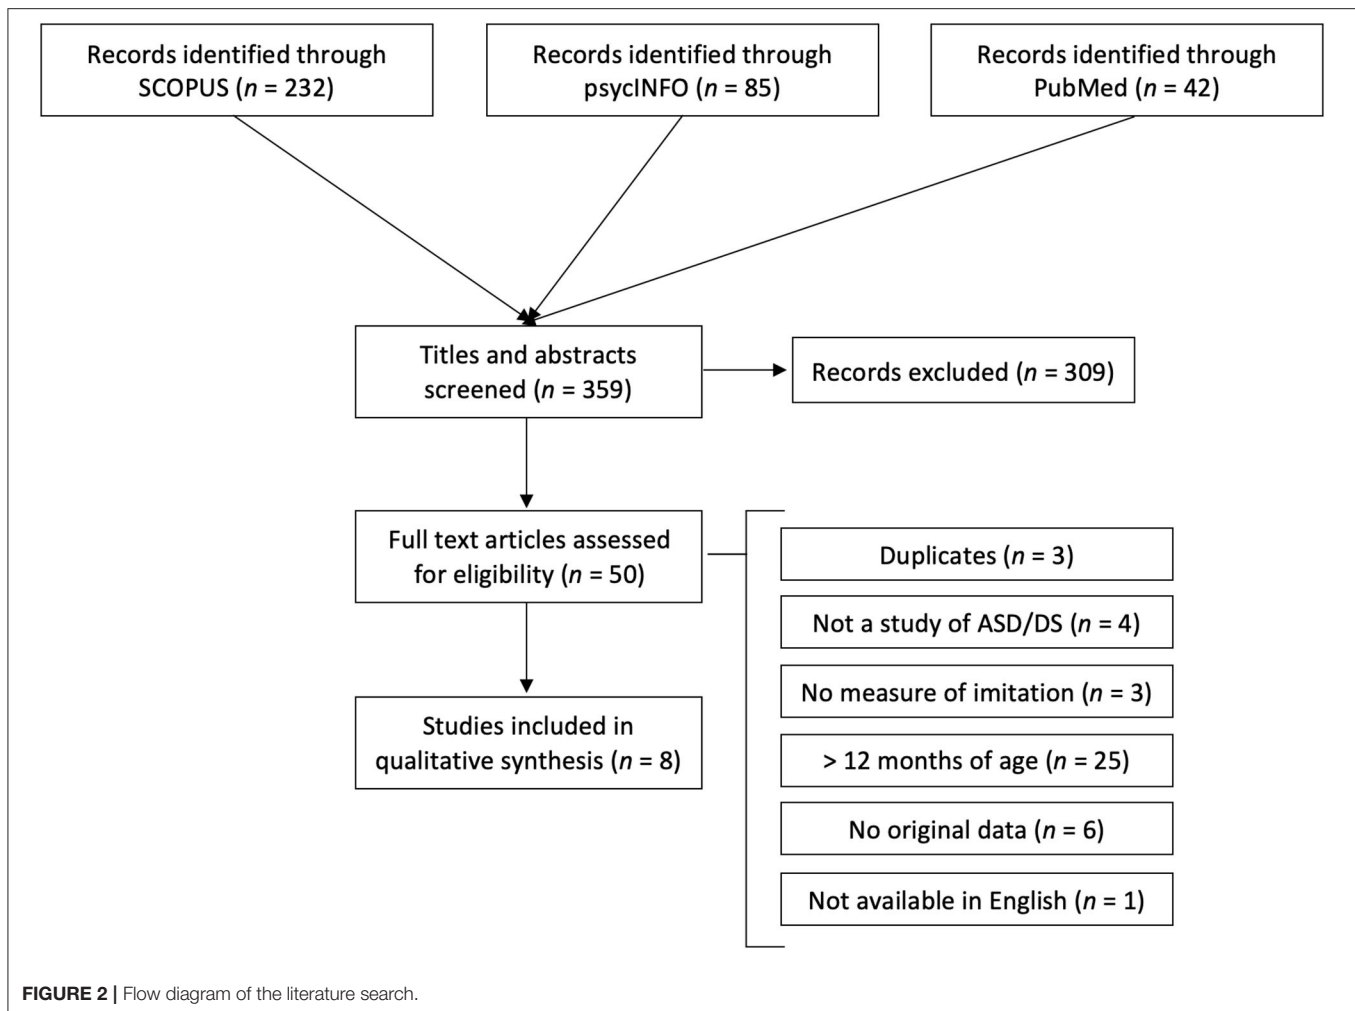 Records identified through
SCOPUS (n = 232)
Records identified through
psycINFO (n = 85)
Records identified through
PubMed (n = 42)
Titles and abstracts
screened (n = 359)
Records excluded (n = 309)
Full text articles assessed
for eligibility (n = 50)
Duplicates (n = 3)
Not a study of ASD/DS (n = 4)
No measure of imitation (n = 3)
> 12 months of age (n = 25)
No original data (n = 6)
Not available in English (n = 1)
Studies included in
qualitative synthesis (n = 8)
FIGURE 2 | Flow diagram of the literature search.